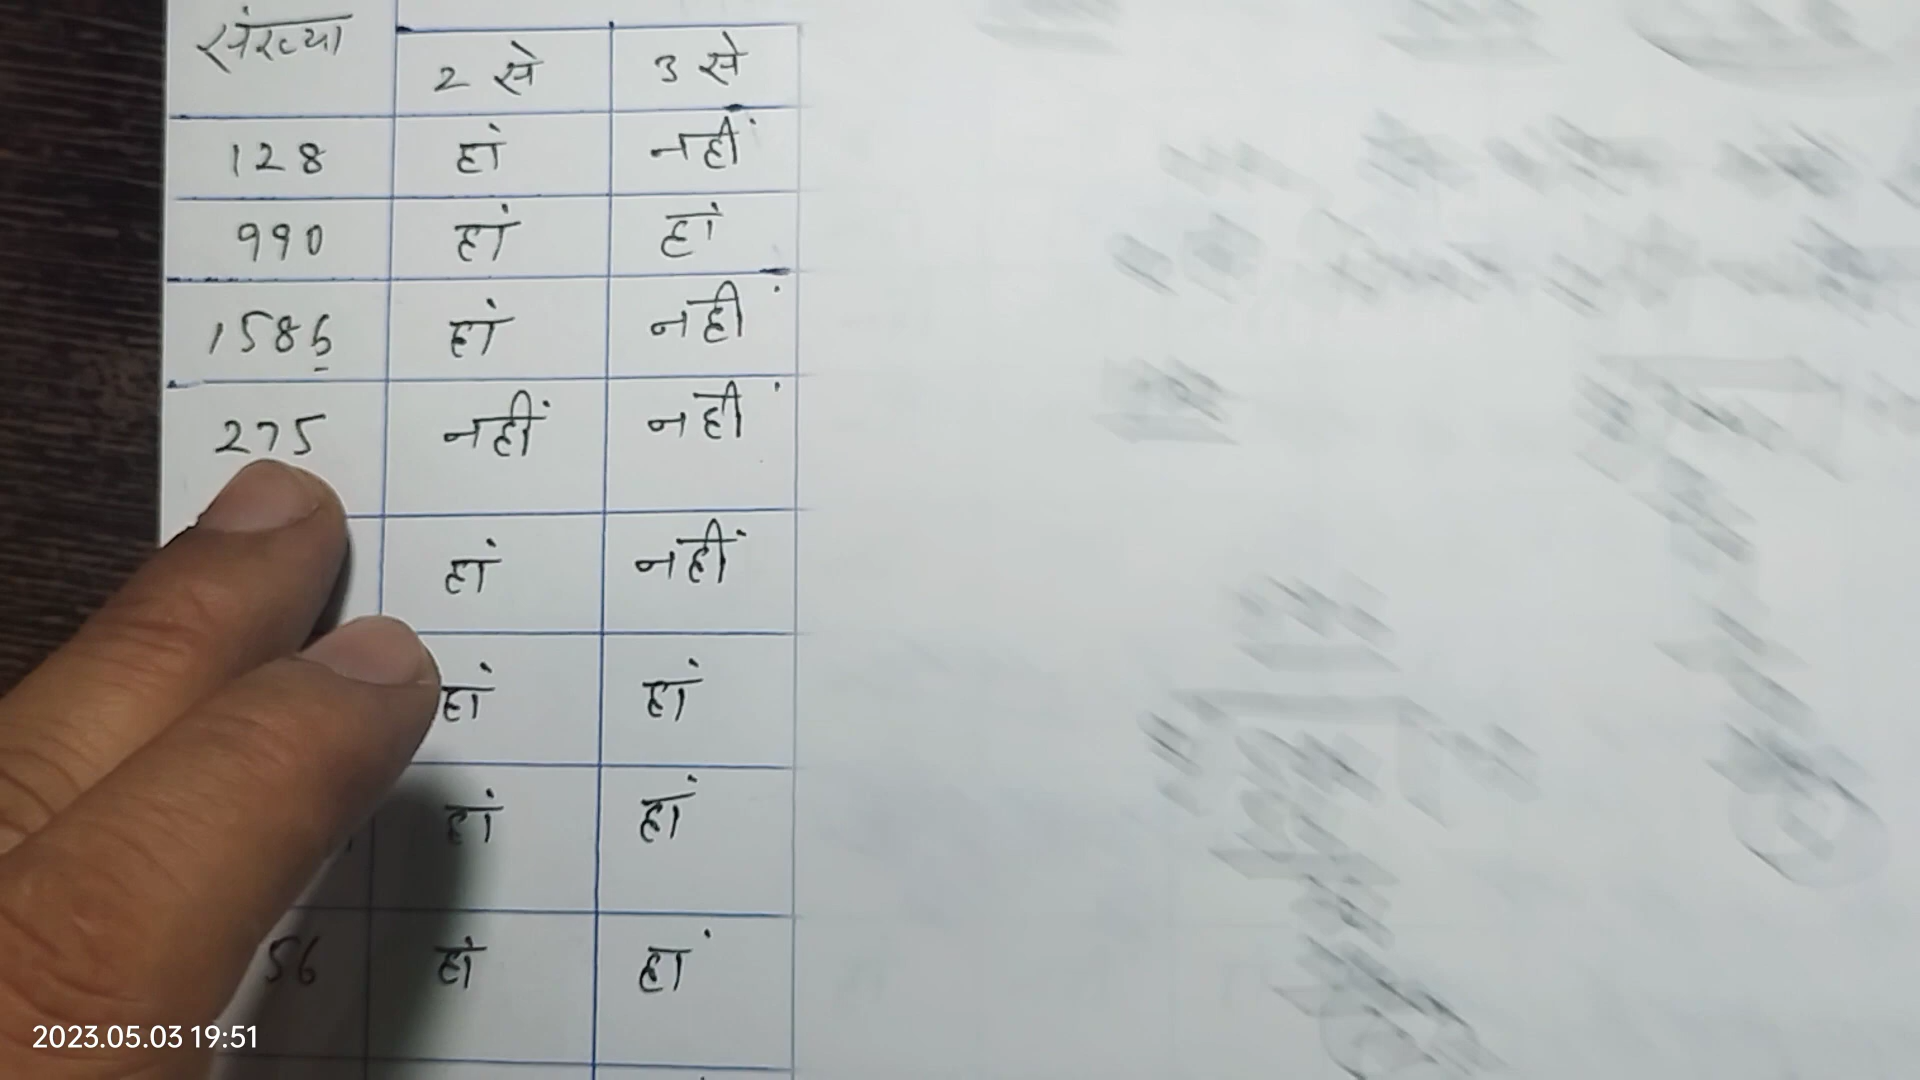 संख्या
2 से 3 से
128 हां नहीं
990 हां हां
1586 हां नहीं
275 नहीं नहीं
हां नहीं
हां हां
हां हां
56 हां हां
2023.05.03 19:51